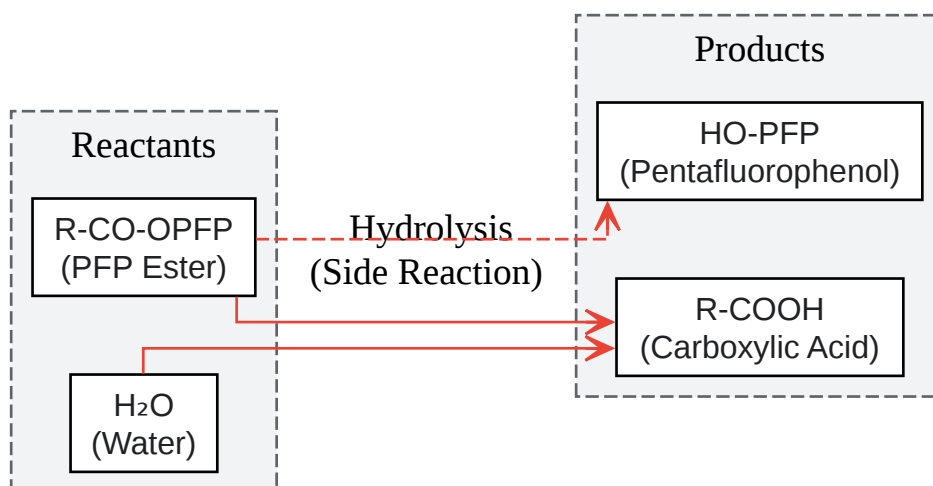 Products
HO-PFP
(Pentafluorophenol)
Reactants
R-CO-OPFP
(PFP Ester)
Hydrolysis
(Side Reaction)
R-COOH
(Carboxylic Acid)
H₂O
(Water)